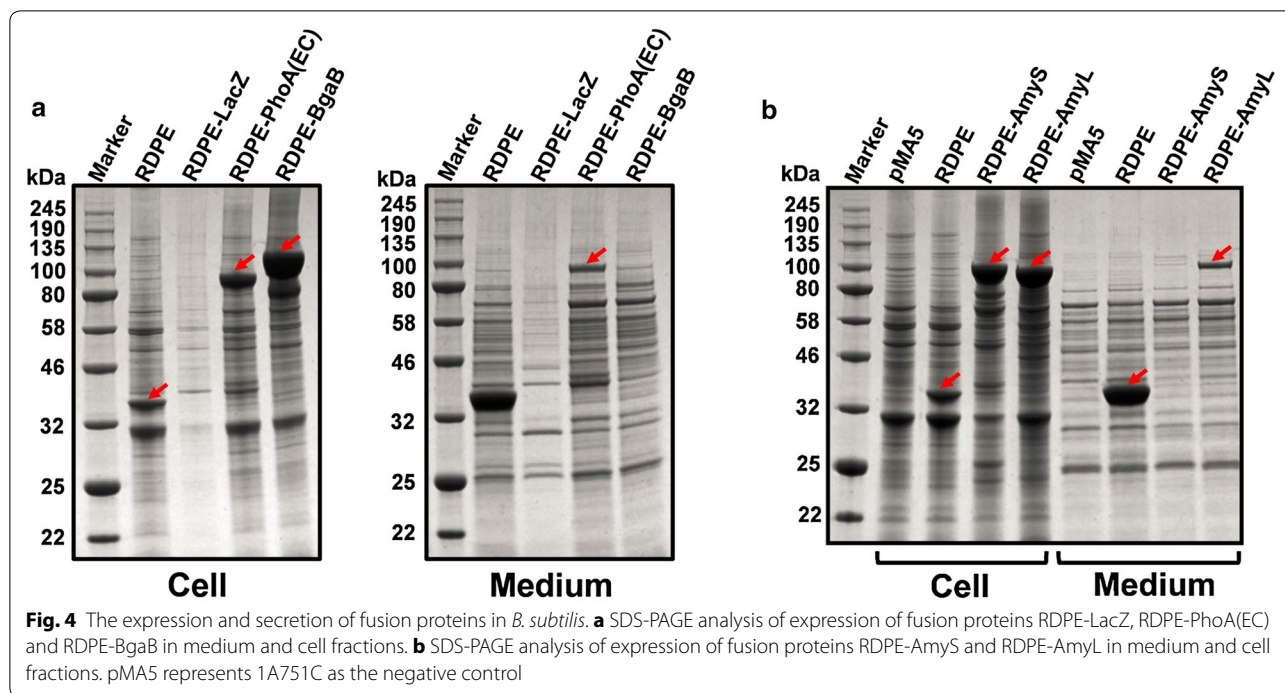 a
Marker
RDPE
RDPE-LacZ
RDPE-PhoA(EC)
RDPE-BgaB
kDa
245
190
135
100
80
58
46
32
25
22
Cell
Marker
RDPE
RDPE-LacZ
RDPE-PhoA(EC)
RDPE-BgaB
kDa
245
190
135
100
80
58
46
32
25
22
Medium
b
Marker
pMA5
RDPE
RDPE-AmyS
RDPE-AmyL
pMA5
RDPE
RDPE-AmyS
RDPE-AmyL
kDa
245
190
135
100
80
58
46
32
25
22
Cell
Medium
Fig. 4 The expression and secretion of fusion proteins in B. subtilis. a SDS-PAGE analysis of expression of fusion proteins RDPE-LacZ, RDPE-PhoA(EC)
and RDPE-BgaB in medium and cell fractions. b SDS-PAGE analysis of expression of fusion proteins RDPE-AmyS and RDPE-AmyL in medium and cell
fractions. pMA5 represents 1A751C as the negative control